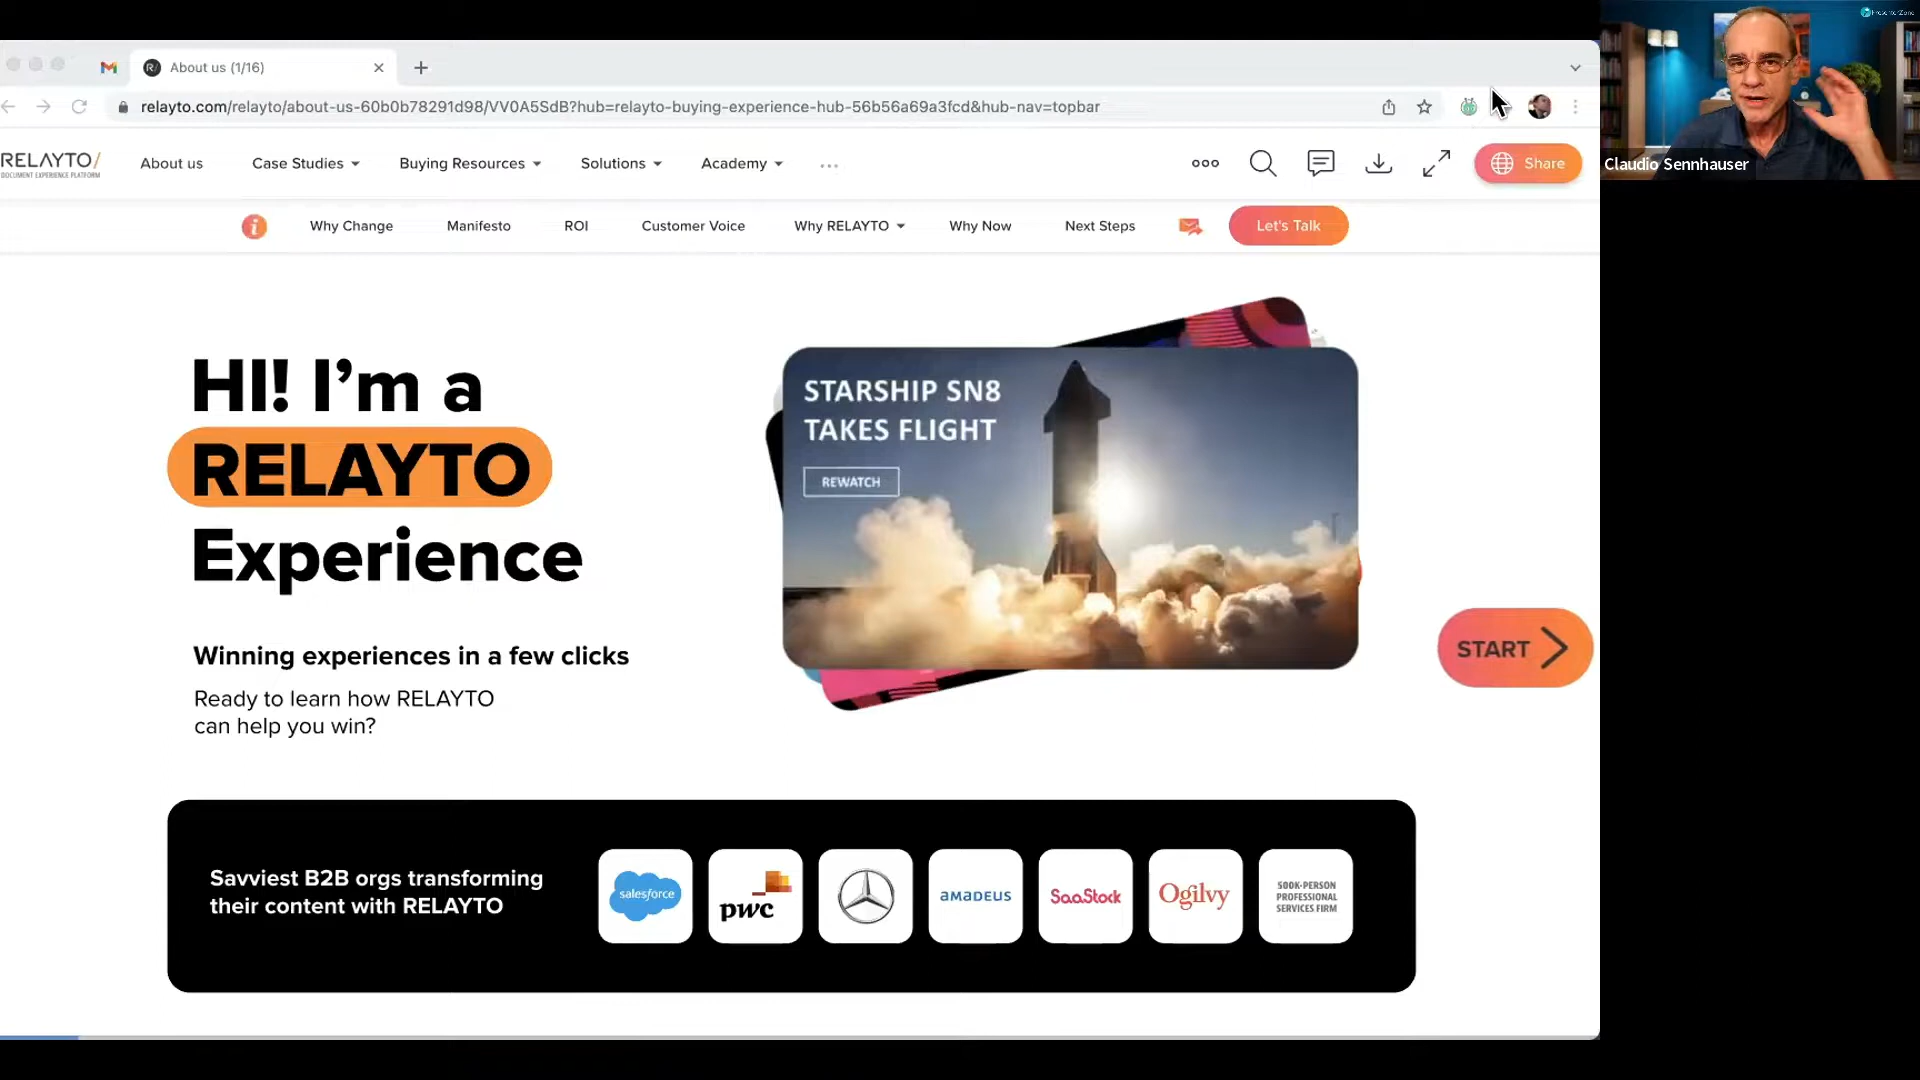 PresenterZone
About us (1/16)
relayto.com/relayto/about-us-60b0b78291d98/VV0A5SdB?hub=relayto-buying-experience-hub-56b56a69a3fcd&hub-nav=topbar
Claudio Sennhauser
RELAYTO/
DOCUMENT EXPERIENCE PLATFORM
About us
Case Studies
Buying Resources
Solutions
Academy
Share
Why Change
Manifesto
ROI
Customer Voice
Why RELAYTO
Why Now
Next Steps
Let's Talk
HI! I’m a
RELAYTO
Experience
Winning experiences in a few clicks
Ready to learn how RELAYTO
can help you win?
STARSHIP SN8
TAKES FLIGHT
REWATCH
START
Savviest B2B orgs transforming
their content with RELAYTO
salesforce
pwc
amadeus
SaaStock
Ogilvy
500K-PERSON
PROFESSIONAL
SERVICES FIRM